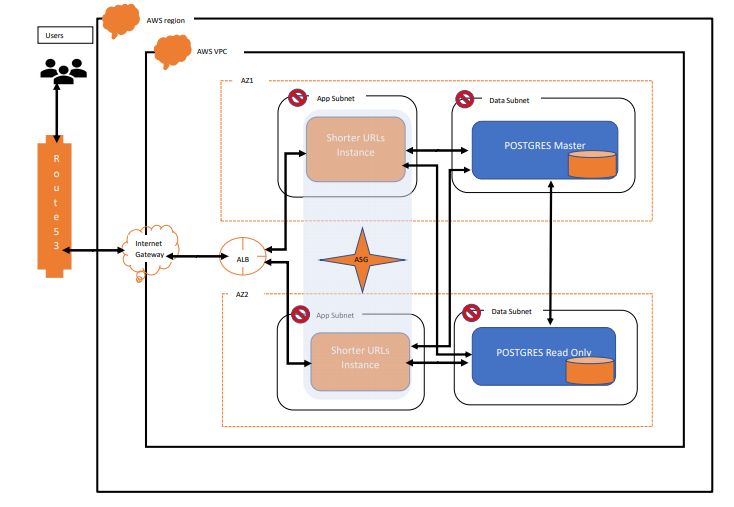 AWS region
Users
AWS VPC
AZ1
App Subnet
Data Subnet
Shorter URLs
Instance
POSTGRES Master
Route53
Internet
Gateway
ALB
ASG
AZ2
App Subnet
Data Subnet
Shorter URLs
Instance
POSTGRES Read Only